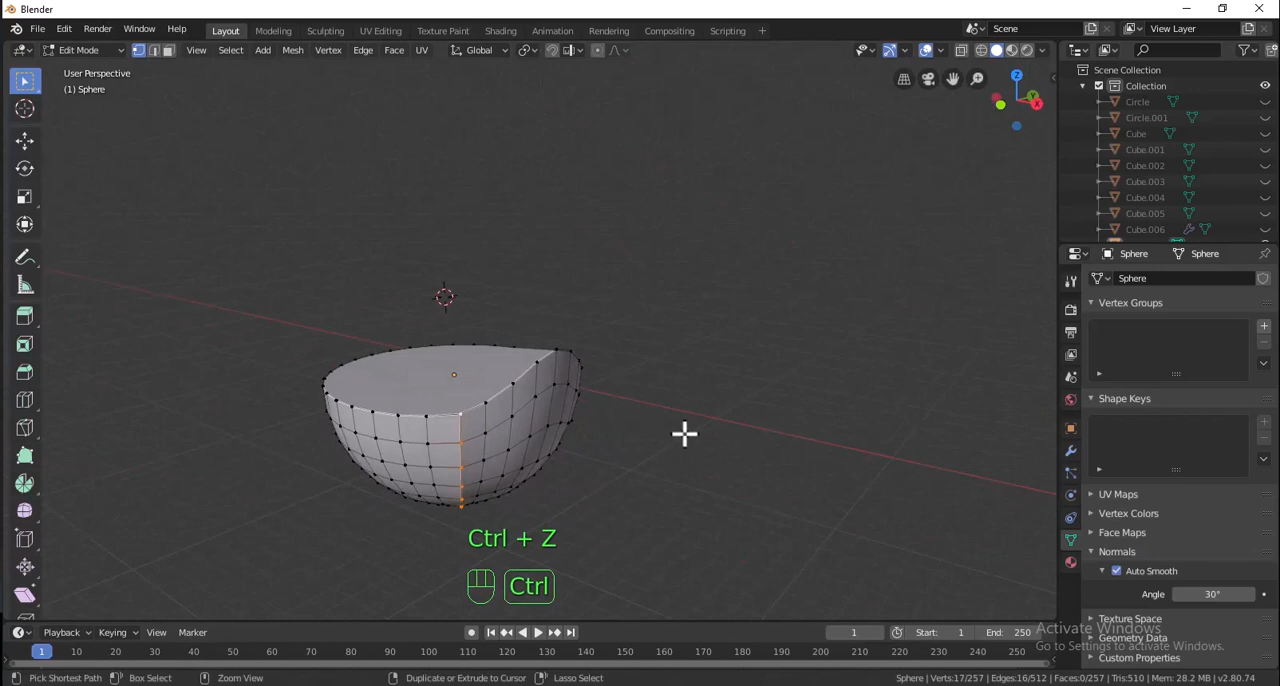 Blender
File Edit Render Window Help
Layout Modeling Sculpting UV Editing Texture Paint Shading Animation Rendering Compositing Scripting
Scene
View Layer
Edit Mode View Select Add Mesh Vertex Edge Face UV Global
User Perspective
(1) Sphere
Z
Y
X
Scene Collection
Collection
Circle
Circle.001
Cube
Cube.001
Cube.002
Cube.003
Cube.004
Cube.005
Cube.006
Sphere Sphere
Sphere
Vertex Groups
Shape Keys
UV Maps
Vertex Colors
Face Maps
Normals
Auto Smooth
Angle 30°
Texture Space
Geometry Data
Custom Properties
Ctrl + Z
Ctrl
Activate Windows
Go to Settings to activate Windows.
Playback Keying View Marker 1 Start: 1 End: 250
1 10 20 30 40 50 60 70 80 90 100 110 120 130 140 150 160 170 180 190 200 210 220 230 240 250
Pick Shortest Path Box Select Zoom View Duplicate or Extrude to Cursor Lasso Select Sphere | Verts:17/257 | Edges:16/512 | Faces:0/257 | Tris:510 | Mem: 28.2 MB | v2.80.74